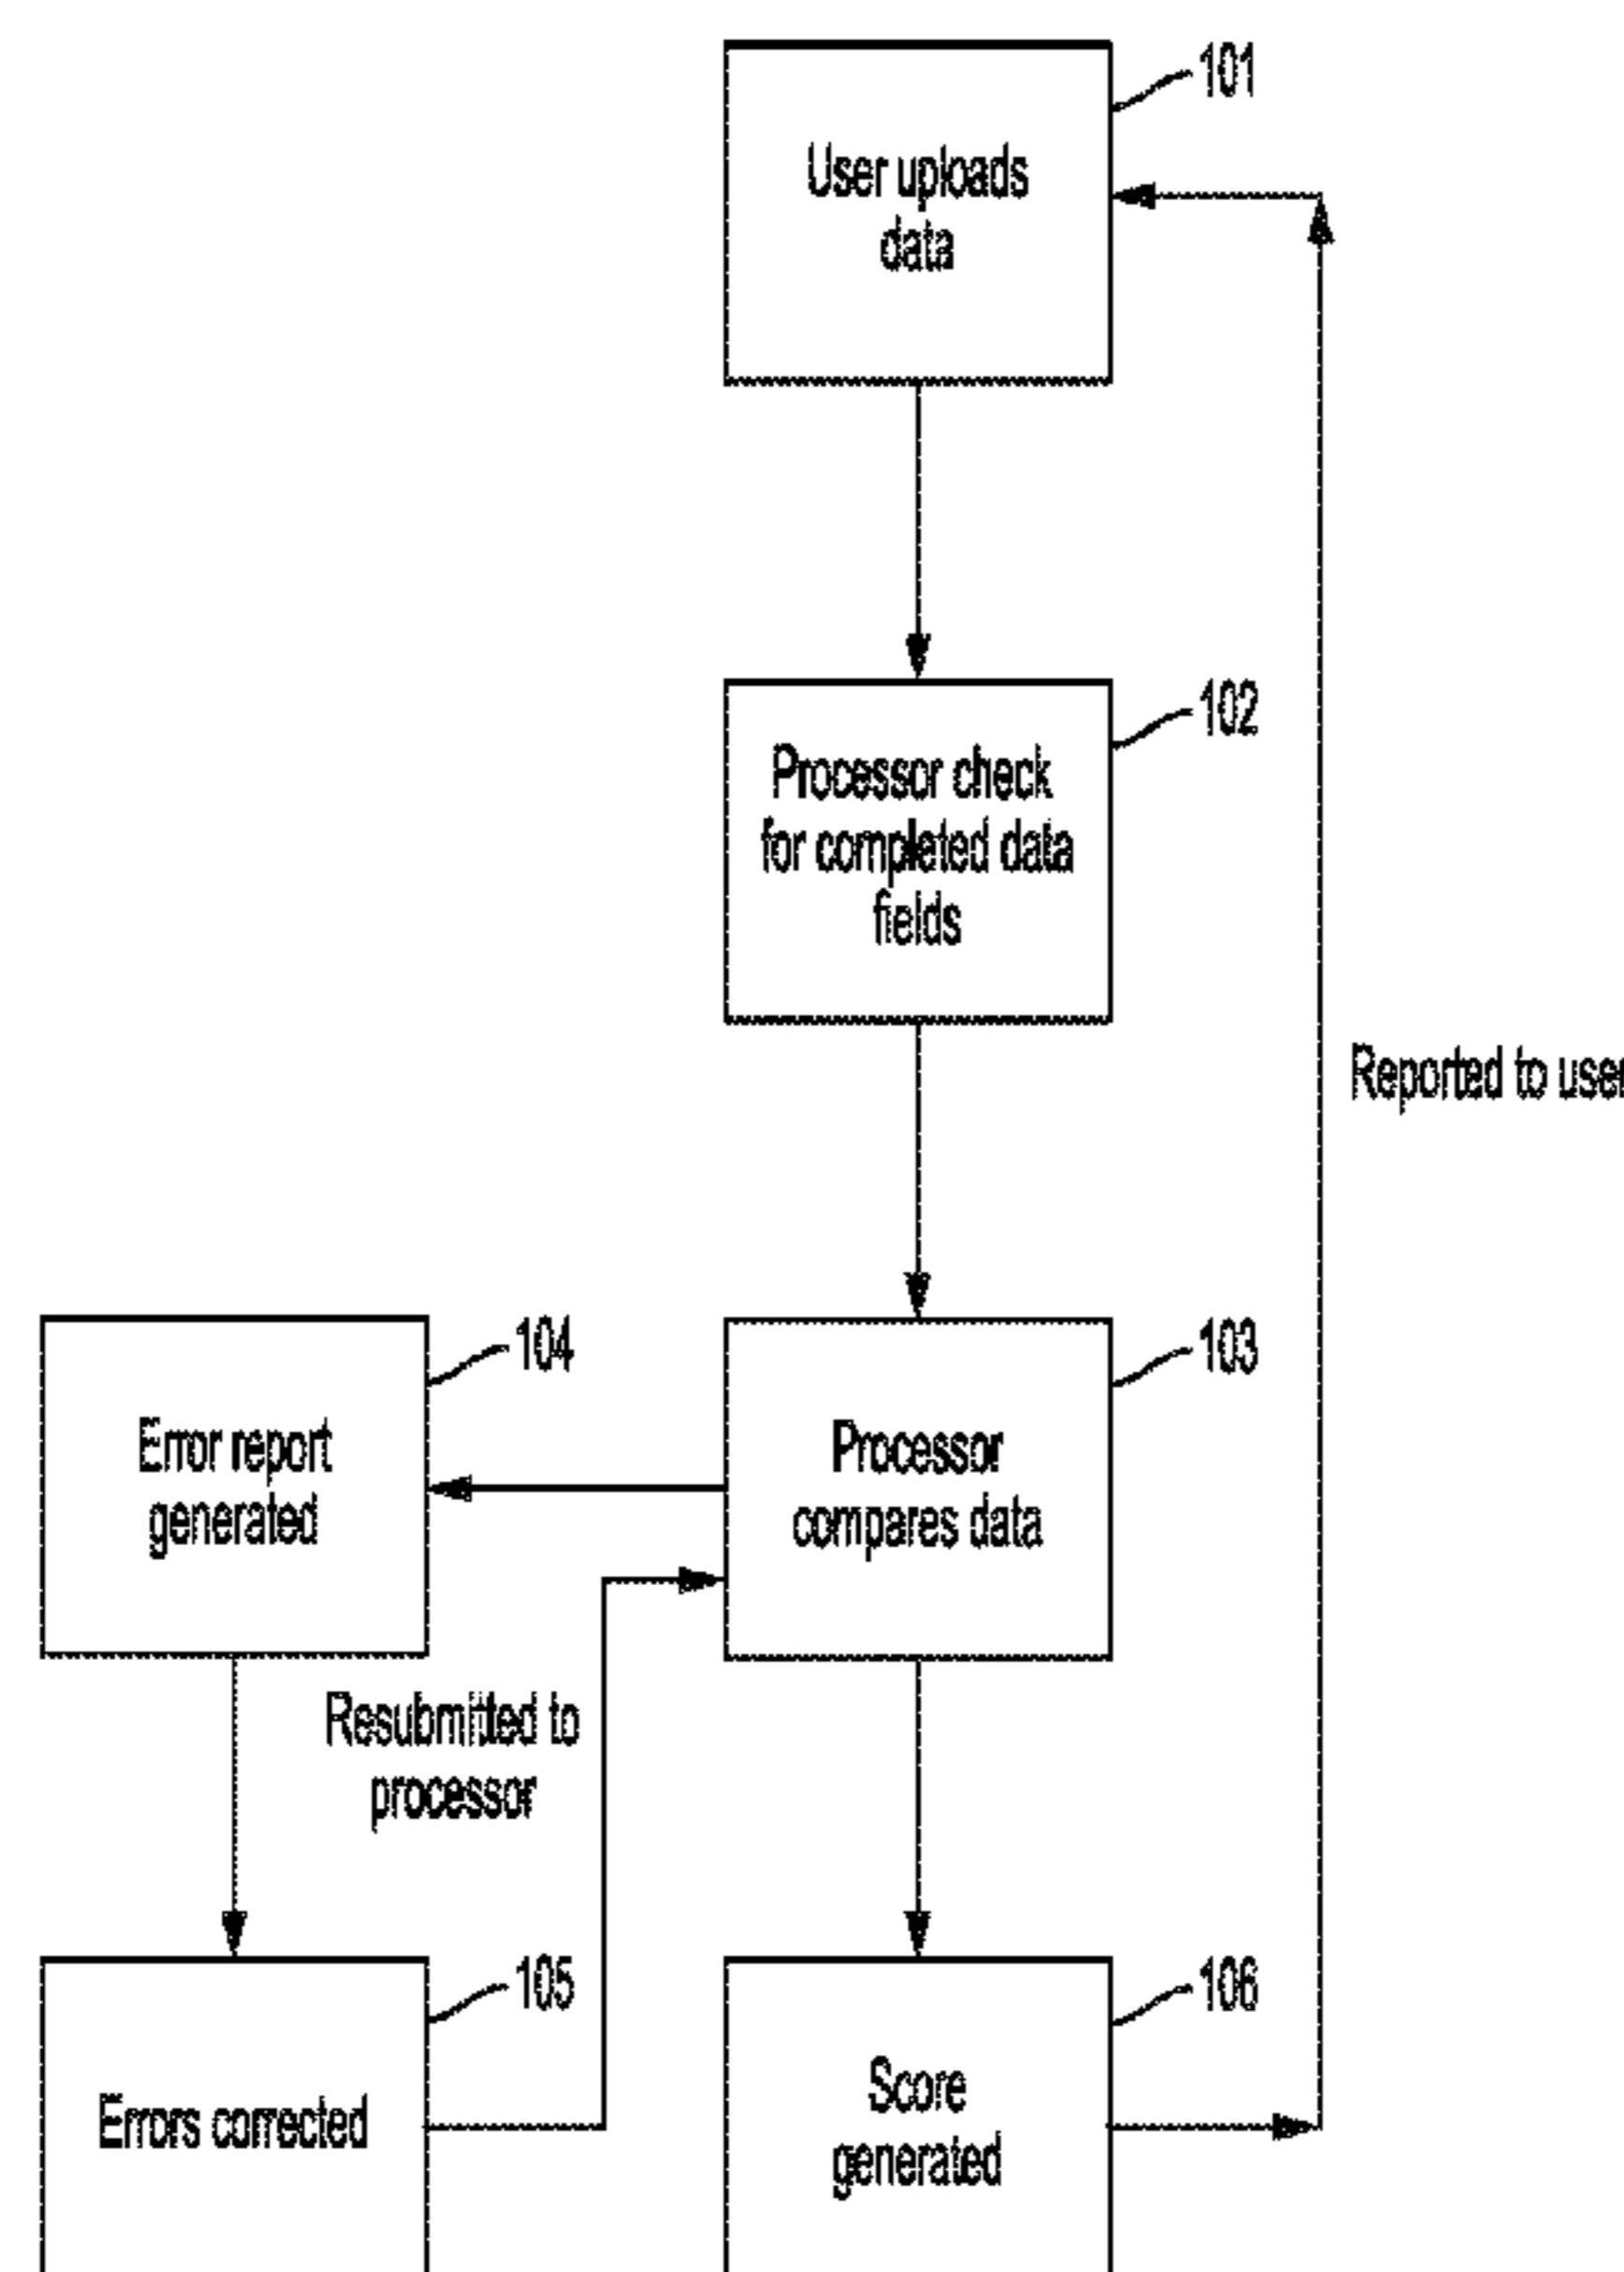 101
User uploads
data
102
Processor check
for completed data
fields
Reported to user
104
Error report
generated
103
Processor
compares data
Resubmitted to
processor
105
Errors corrected
106
Score
generated